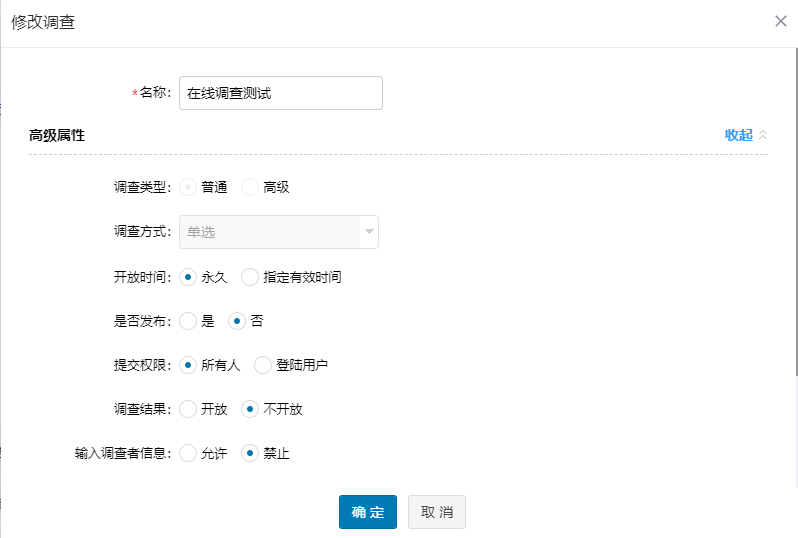 修改调查
*名称： 在线调查测试
高级属性 收起
调查类型： 普通 高级
调查方式： 单选
开放时间： 永久 指定有效时间
是否发布： 是 否
提交权限： 所有人 登陆用户
调查结果： 开放 不开放
输入调查者信息： 允许 禁止
确 定 取 消